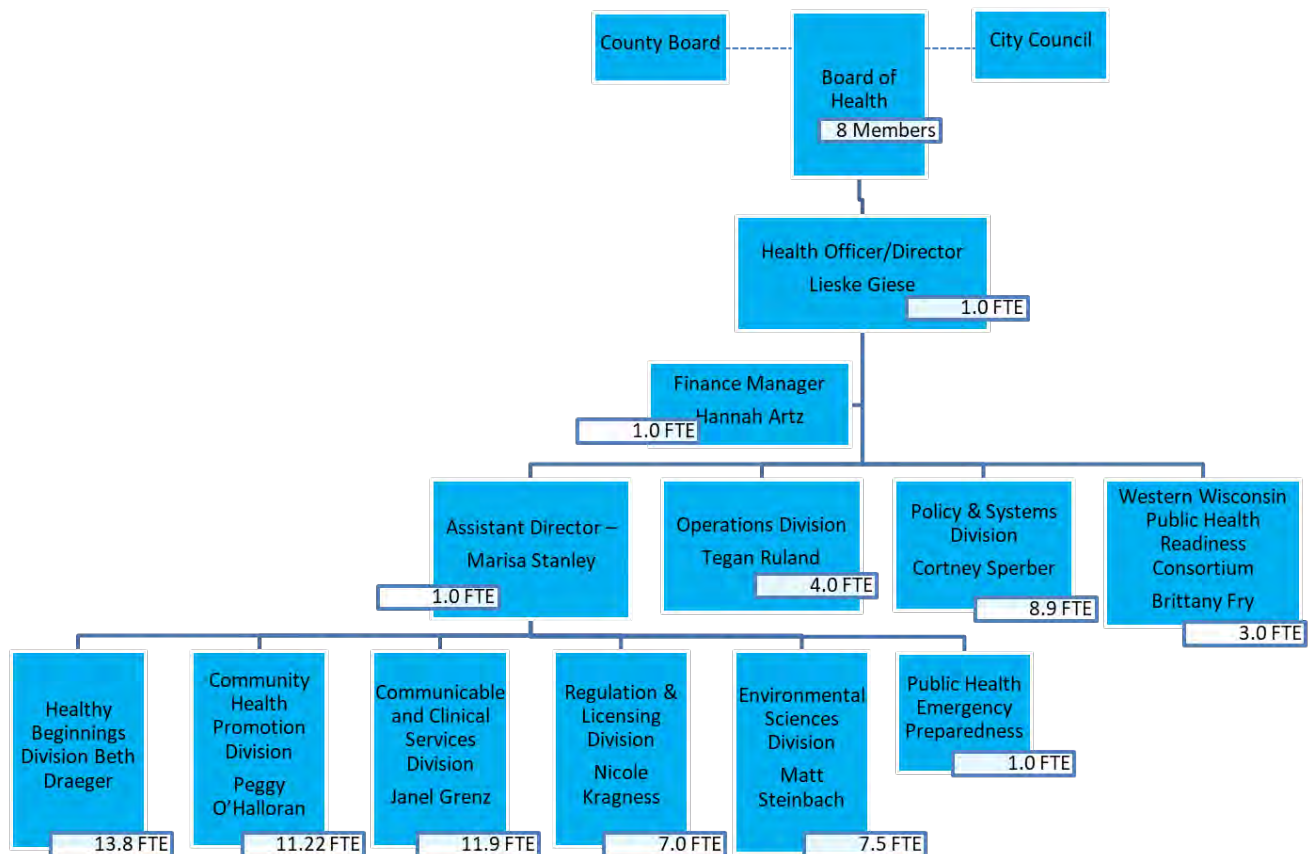 County Board
City Council
Board of
Health
8 Members
Health Officer/Director
Lieske Giese
1.0 FTE
Finance Manager
Hannah Artz
1.0 FTE
Assistant Director –
Marisa Stanley
1.0 FTE
Operations Division
Tegan Ruland
4.0 FTE
Policy & Systems
Division
Cortney Sperber
8.9 FTE
Western Wisconsin
Public Health
Readiness
Consortium
Brittany Fry
3.0 FTE
Healthy
Beginnings
Division Beth
Draeger
13.8 FTE
Community
Health
Promotion
Division
Peggy
O’Halloran
11.22 FTE
Communicable
and Clinical
Services
Division
Janel Grenz
11.9 FTE
Regulation &
Licensing
Division
Nicole
Kragness
7.0 FTE
Environmental
Sciences
Division
Matt
Steinbach
7.5 FTE
Public Health
Emergency
Preparedness
1.0 FTE